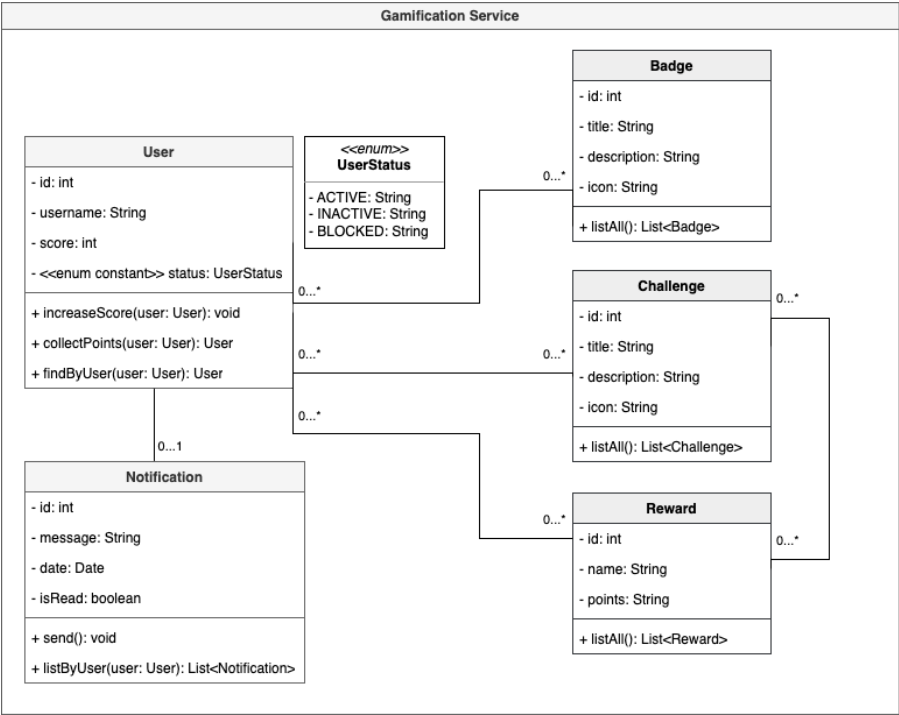 Gamification Service
User
- id: int
- username: String
- score: int
- <<enum constant>> status: UserStatus
+ increaseScore(user: User): void
+ collectPoints(user: User): User
+ findByUser(user: User): User
<<enum>>
UserStatus
- ACTIVE: String
- INACTIVE: String
- BLOCKED: String
Badge
- id: int
- title: String
- description: String
- icon: String
+ listAll(): List<Badge>
0...*
0...*
Challenge
- id: int
- title: String
- description: String
- icon: String
+ listAll(): List<Challenge>
0...*
0...*
0...*
0...*
0...1
Notification
- id: int
- message: String
- date: Date
- isRead: boolean
+ send(): void
+ listByUser(user: User): List<Notification>
Reward
- id: int
- name: String
- points: String
+ listAll(): List<Reward>
0...*
0...*